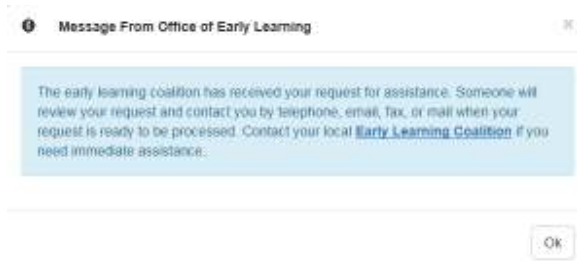 Message From Office of Early Learning
The early learning coalition has received your request for assistance. Someone will
review your request and contact you by telephone, email, fax, or mail when your
request is ready to be processed. Contact your local Early Learning Coalition if you
need immediate assistance.
Ok